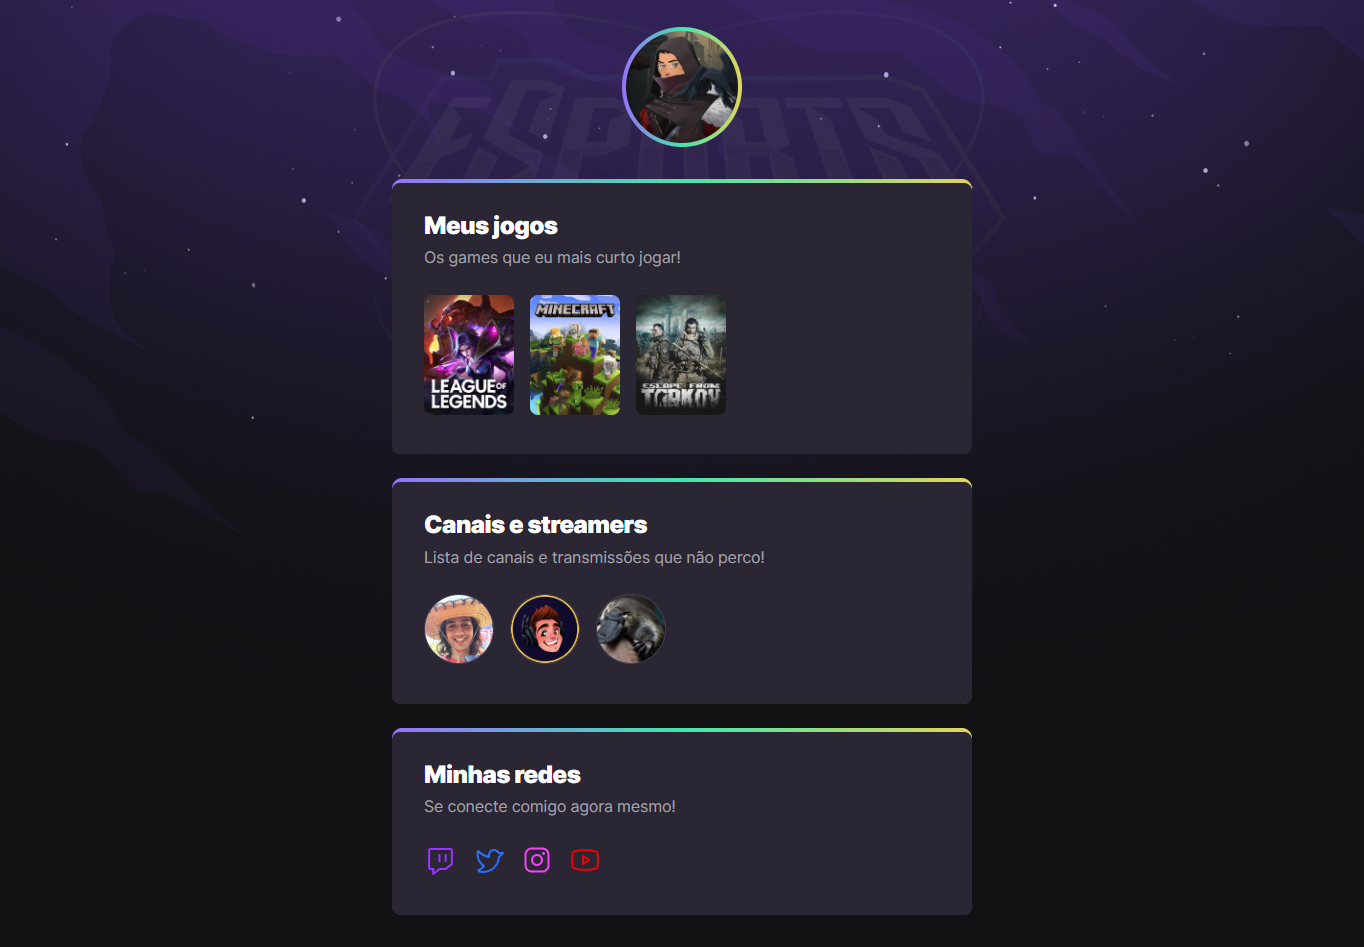 ESPORTS
Meus jogos
Os games que eu mais curto jogar!
LEAGUE OF
LEGENDS
MINECRAFT
ESCAPE FROM
TARKOV
Canais e streamers
Lista de canais e transmissões que não perco!
Minhas redes
Se conecte comigo agora mesmo!